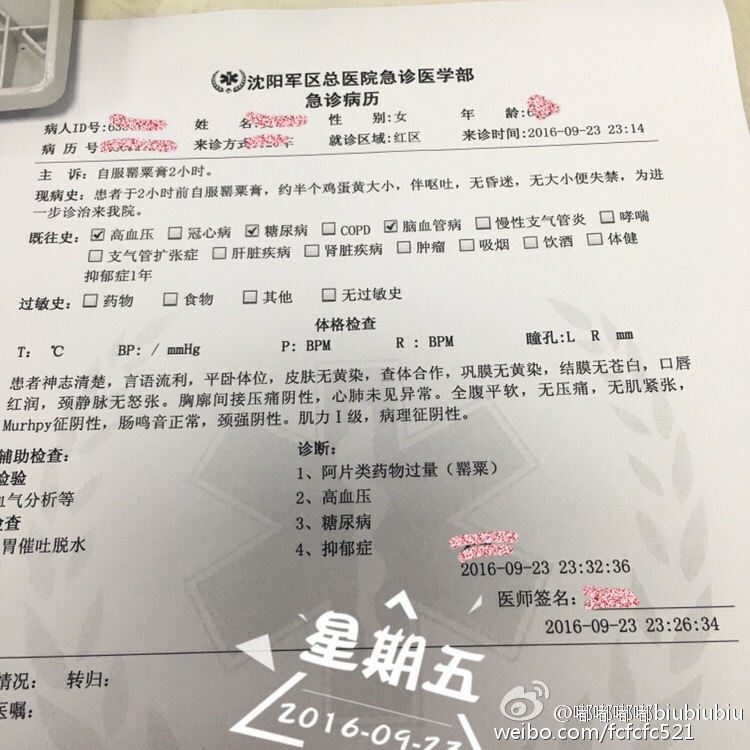 沈阳军区总医院急诊医学部
急诊病历
病人ID号: 姓 名 性 别:女 年 龄:
病 历 号 来诊方式 就诊区域:红区 来诊时间:2016-09-23 23:14
主 诉: 自服罂粟膏2小时。
现病史: 患者于2小时前自服罂粟膏，约半个鸡蛋黄大小，伴呕吐，无昏迷，无大小便失禁，为进
一步诊治来我院。
既往史: ☑ 高血压 ☐ 冠心病 ☑ 糖尿病 ☐ COPD ☑ 脑血管病 ☐ 慢性支气管炎 ☐ 哮喘
☐ 支气管扩张症 ☐ 肝脏疾病 ☐ 肾脏疾病 ☐ 肿瘤 ☐ 吸烟 ☐ 饮酒 ☐ 体健
抑郁症1年
过敏史: ☐ 药物 ☐ 食物 ☐ 其他 ☐ 无过敏史
体格检查
T: ℃ BP: / mmHg P: BPM R : BPM 瞳孔:L R mm
患者神志清楚，言语流利，平卧体位，皮肤无黄染，查体合作，巩膜无黄染，结膜无苍白，口唇
红润，颈静脉无怒张。胸廓间接压痛阴性，心肺未见异常。全腹平软，无压痛，无肌紧张，
Murhpy征阴性，肠鸣音正常，颈强阴性。肌力Ⅰ级，病理征阴性。
辅助检查: 诊断:
检验 1、阿片类药物过量（罂粟）
血气分析等 2、高血压
检查 3、糖尿病
胃催吐脱水 4、抑郁症
2016-09-23 23:32:36
医师签名:
2016-09-23 23:26:34
情况: 转归:
医嘱:
星期五
2016-09-23
@嘟嘟嘟嘟biubiubiu
weibo.com/fcfcfc521